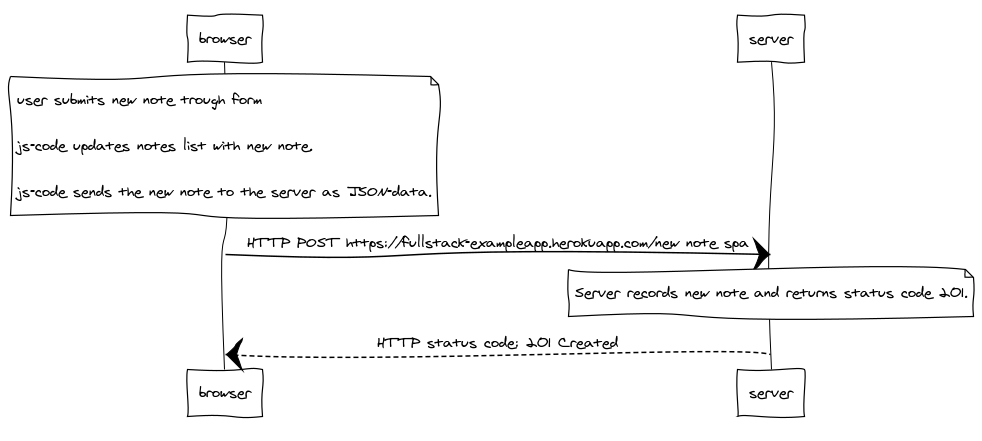 browser
server
user submits new note trough form
js-code updates notes list with new note.
js-code sends the new note to the server as JSON-data.
HTTP POST https://fullstack-exampleapp.herokuapp.com/new note spa
Server records new note and returns status code 201.
HTTP status code: 201 Created
browser
server